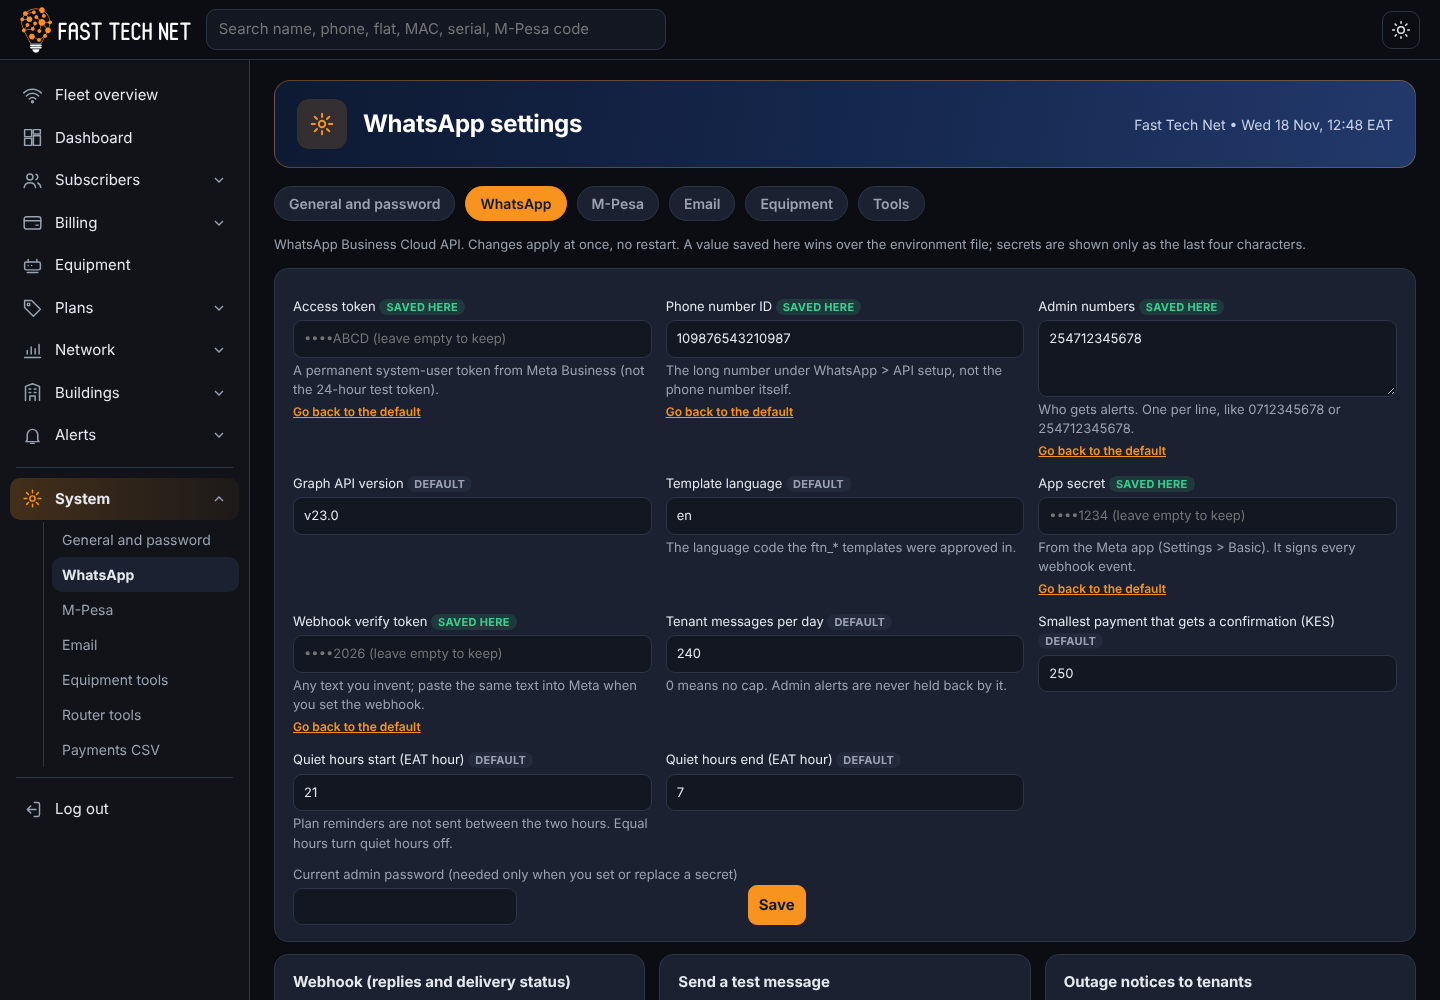 FAST TECH NET
Search name, phone, flat, MAC, serial, M-Pesa code
Fleet overview
Dashboard
Subscribers
Billing
Equipment
Plans
Network
Buildings
Alerts
System
General and password
WhatsApp
M-Pesa
Email
Equipment tools
Router tools
Payments CSV
Log out
WhatsApp settings
Fast Tech Net • Wed 18 Nov, 12:48 EAT
General and password
WhatsApp
M-Pesa
Email
Equipment
Tools
WhatsApp Business Cloud API. Changes apply at once, no restart. A value saved here wins over the environment file; secrets are shown only as the last four characters.
Access token SAVED HERE
••••ABCD (leave empty to keep)
A permanent system-user token from Meta Business (not
the 24-hour test token).
Go back to the default
Phone number ID SAVED HERE
109876543210987
The long number under WhatsApp > API setup, not the
phone number itself.
Go back to the default
Admin numbers SAVED HERE
254712345678
Who gets alerts. One per line, like 0712345678 or
254712345678.
Go back to the default
Graph API version DEFAULT
v23.0
Template language DEFAULT
en
The language code the ftn_* templates were approved in.
App secret SAVED HERE
••••1234 (leave empty to keep)
From the Meta app (Settings > Basic). It signs every
webhook event.
Go back to the default
Webhook verify token SAVED HERE
••••2026 (leave empty to keep)
Any text you invent; paste the same text into Meta when
you set the webhook.
Go back to the default
Tenant messages per day DEFAULT
240
0 means no cap. Admin alerts are never held back by it.
Smallest payment that gets a confirmation (KES)
DEFAULT
250
Quiet hours start (EAT hour) DEFAULT
21
Plan reminders are not sent between the two hours. Equal
hours turn quiet hours off.
Quiet hours end (EAT hour) DEFAULT
7
Current admin password (needed only when you set or replace a secret)
Save
Webhook (replies and delivery status)
Send a test message
Outage notices to tenants